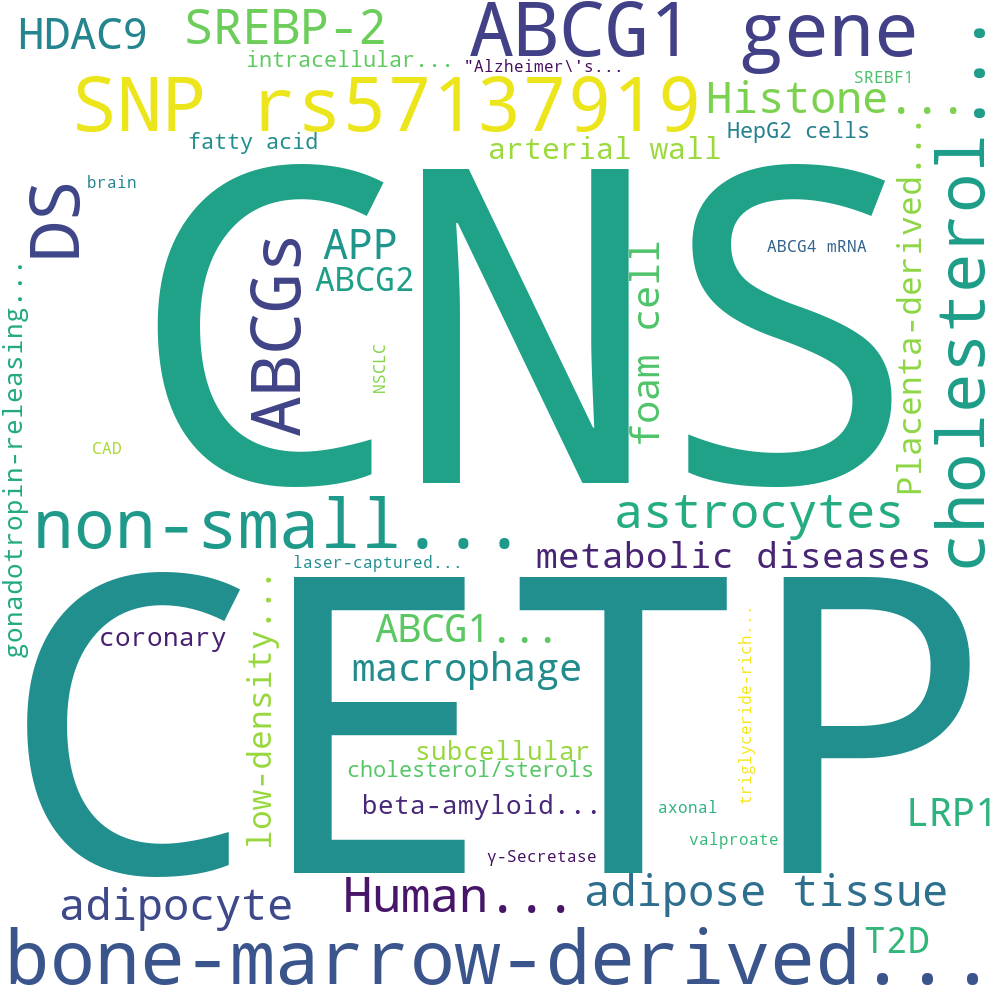 HDAC9
SREBP-2
ABCG1 gene
intracellular...
"Alzheimer\'s...
SREBF1
SNP rs57137919
Histone...
fatty acid
arterial wall
HepG2 cells
cholesterol...
brain
DS
CNS
ABCGs
APP
ABCG2
ABCG4 mRNA
foam cell
Placenta-derived...
NSCLC
CAD
gonadotropin-releasing...
non-small...
astrocytes
metabolic diseases
laser-captured...
CETP
coronary
low-density...
ABCG1...
macrophage
triglyceride-rich...
subcellular
cholesterol/sterols
beta-amyloid...
axonal
LRP1
valproate
γ-Secretase
adipocyte
Human...
adipose tissue
bone-marrow-derived...
T2D